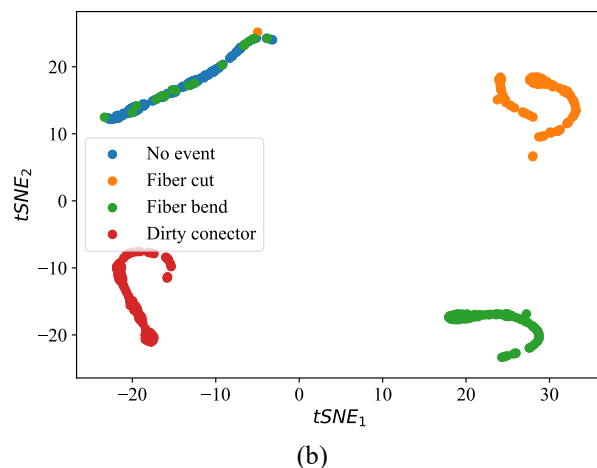 20
10
0
−10
−20
tSNE2
No event
Fiber cut
Fiber bend
Dirty conector
−20 −10 0 10 20 30
tSNE1
(b)